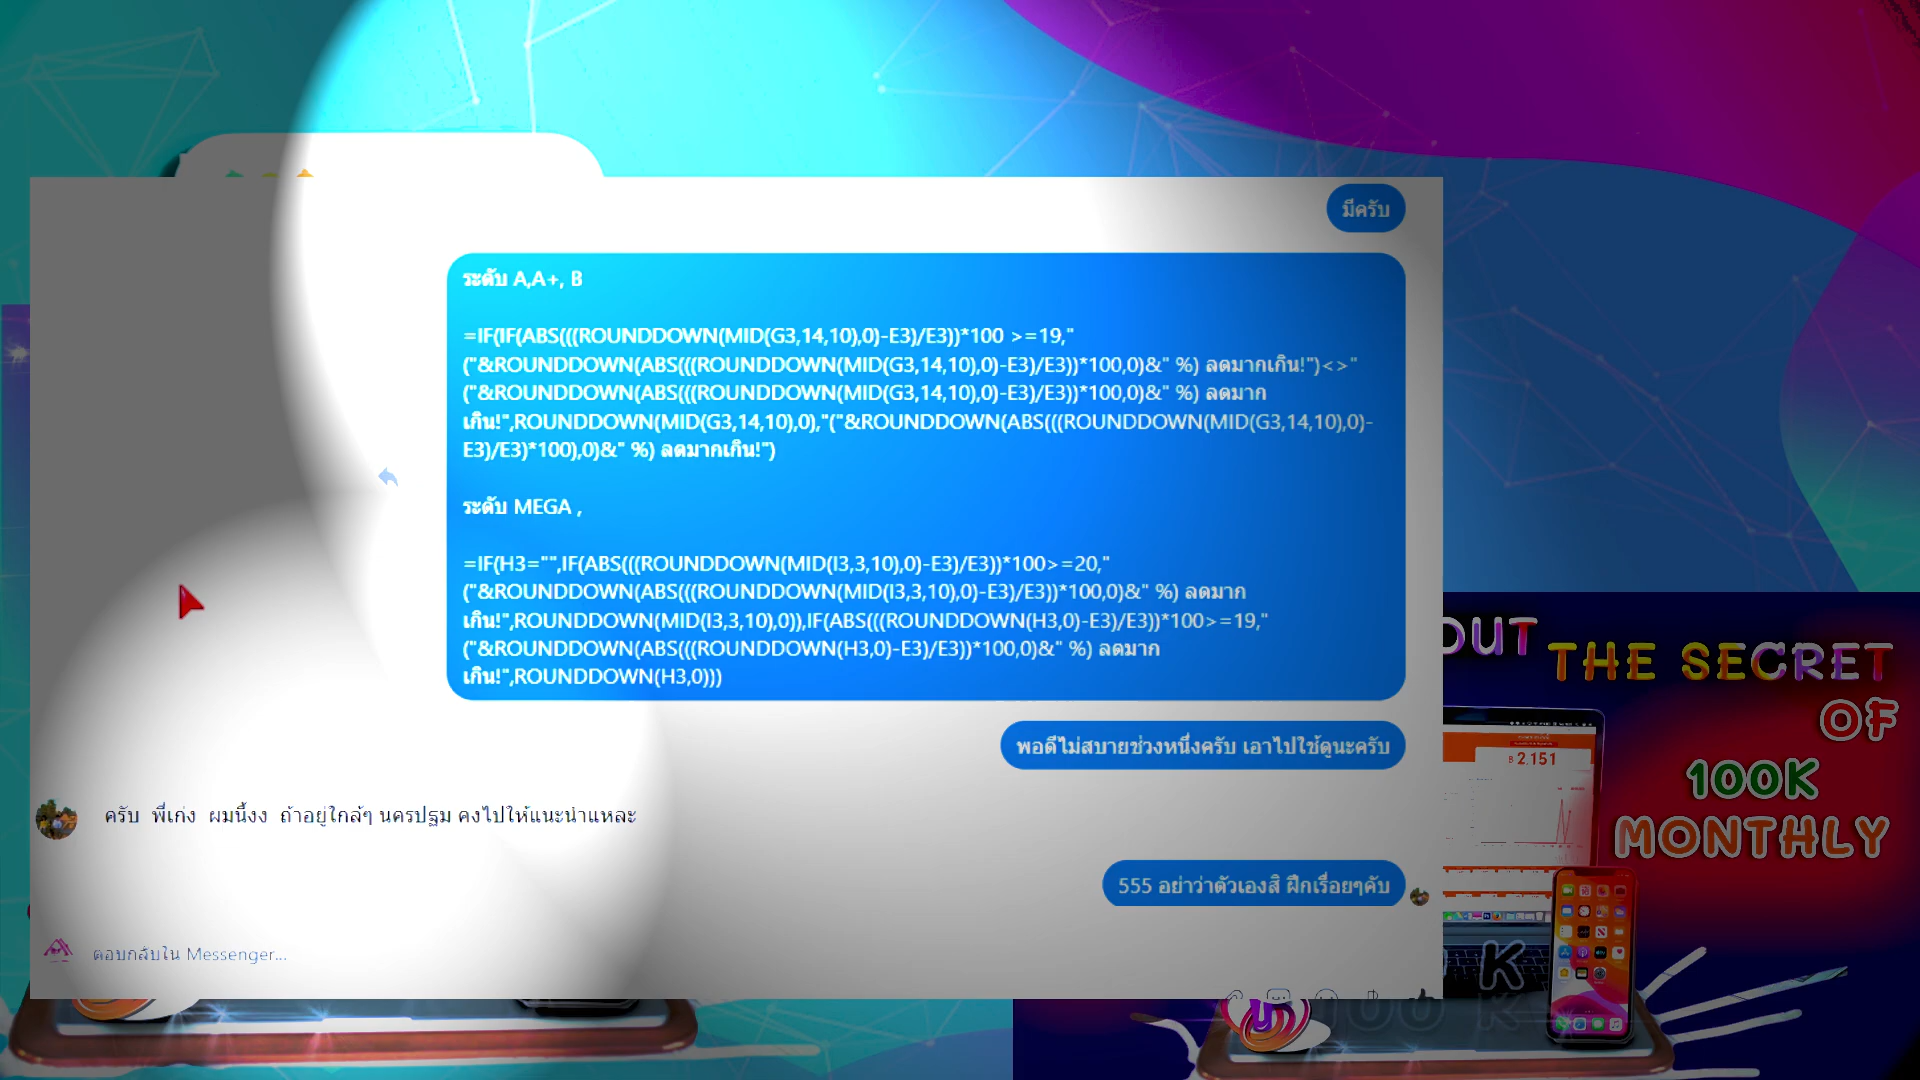 มีครับ
ระดับ A,A+, B
=IF(IF(ABS(((ROUNDDOWN(MID(G3,14,10),0)-E3)/E3))*100 >=19,"
("&ROUNDDOWN(ABS(((ROUNDDOWN(MID(G3,14,10),0)-E3)/E3))*100,0)&" %) ลดมากเกิน!")<>"
("&ROUNDDOWN(ABS(((ROUNDDOWN(MID(G3,14,10),0)-E3)/E3))*100,0)&" %) ลดมาก
เกิน!",ROUNDDOWN(MID(G3,14,10),0),"("&ROUNDDOWN(ABS(((ROUNDDOWN(MID(G3,14,10),0)-
E3)/E3)*100),0)&" %) ลดมากเกิน!")
ระดับ MEGA ,
=IF(H3="",IF(ABS(((ROUNDDOWN(MID(I3,3,10),0)-E3)/E3))*100>=20,"
("&ROUNDDOWN(ABS(((ROUNDDOWN(MID(I3,3,10),0)-E3)/E3))*100,0)&" %) ลดมาก
เกิน!",ROUNDDOWN(MID(I3,3,10),0)),IF(ABS(((ROUNDDOWN(H3,0)-E3)/E3))*100>=19,"
("&ROUNDDOWN(ABS(((ROUNDDOWN(H3,0)-E3)/E3))*100,0)&" %) ลดมาก
เกิน!",ROUNDDOWN(H3,0)))
พอดีไม่สบายช่วงหนึ่งครับ เอาไปใช้ดูนะครับ
ครับ พี่เก่ง ผมนี้งง ถ้าอยู่ใกล้ๆ นครปฐม คงไปให้แนะนำแหละ
555 อย่าว่าตัวเองสิ ฝึกเรื่อยๆคับ
ตอบกลับใน Messenger...
OUT
THE SECRET
OF
100K
MONTHLY
฿ 2,151
K
100 K